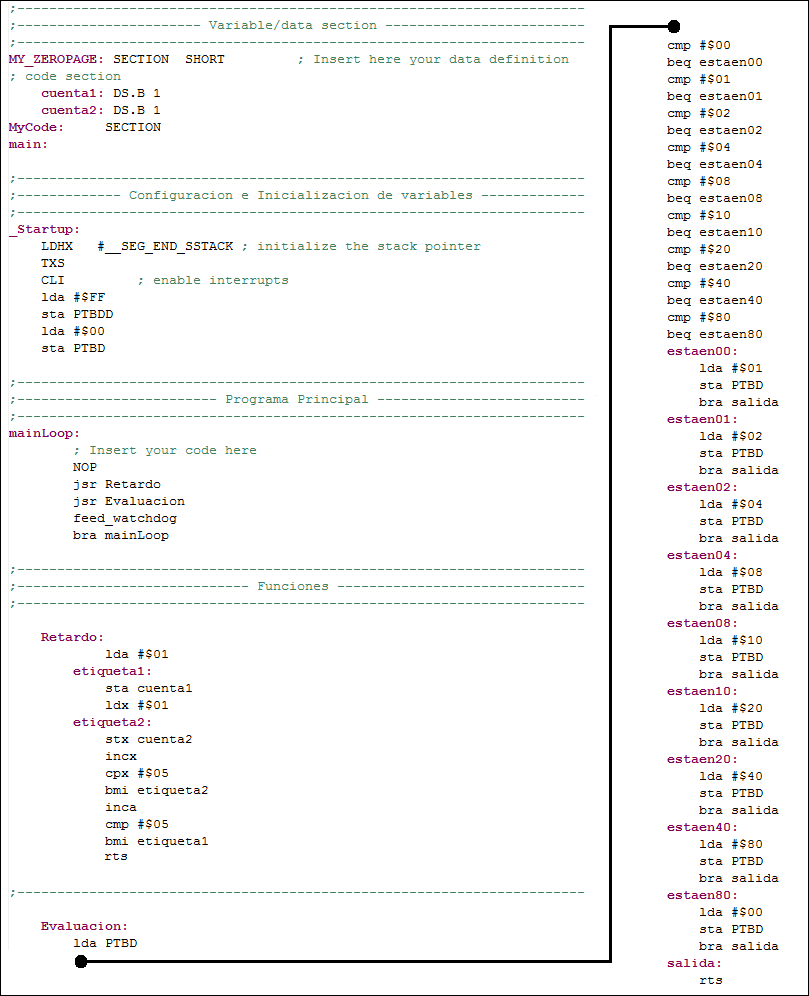 ;-----------------------------------------------------------------------
;----------------------- Variable/data section -------------------------
;-----------------------------------------------------------------------
MY_ZEROPAGE: SECTION  SHORT         ; Insert here your data definition
; code section
    cuenta1: DS.B 1
    cuenta2: DS.B 1
MyCode:     SECTION
main:
;-----------------------------------------------------------------------
;------------- Configuracion e Inicializacion de variables -------------
;-----------------------------------------------------------------------
_Startup:
    LDHX   #__SEG_END_SSTACK ; initialize the stack pointer
    TXS
    CLI         ; enable interrupts
    lda #$FF
    sta PTBDD
    lda #$00
    sta PTBD
;-----------------------------------------------------------------------
;------------------------- Programa Principal --------------------------
;-----------------------------------------------------------------------
mainLoop:
        ; Insert your code here
        NOP
        jsr Retardo
        jsr Evaluacion
        feed_watchdog
        bra mainLoop
;-----------------------------------------------------------------------
;----------------------------- Funciones -------------------------------
;-----------------------------------------------------------------------
    Retardo:
            lda #$01
        etiqueta1:
            sta cuenta1
            ldx #$01
        etiqueta2:
            stx cuenta2
            incx
            cpx #$05
            bmi etiqueta2
            inca
            cmp #$05
            bmi etiqueta1
            rts
;-----------------------------------------------------------------------
    Evaluacion:
        lda PTBD
cmp #$00
beq estaen00
cmp #$01
beq estaen01
cmp #$02
beq estaen02
cmp #$04
beq estaen04
cmp #$08
beq estaen08
cmp #$10
beq estaen10
cmp #$20
beq estaen20
cmp #$40
beq estaen40
cmp #$80
beq estaen80
estaen00:
    lda #$01
    sta PTBD
    bra salida
estaen01:
    lda #$02
    sta PTBD
    bra salida
estaen02:
    lda #$04
    sta PTBD
    bra salida
estaen04:
    lda #$08
    sta PTBD
    bra salida
estaen08:
    lda #$10
    sta PTBD
    bra salida
estaen10:
    lda #$20
    sta PTBD
    bra salida
estaen20:
    lda #$40
    sta PTBD
    bra salida
estaen40:
    lda #$80
    sta PTBD
    bra salida
estaen80:
    lda #$00
    sta PTBD
    bra salida
salida:
    rts